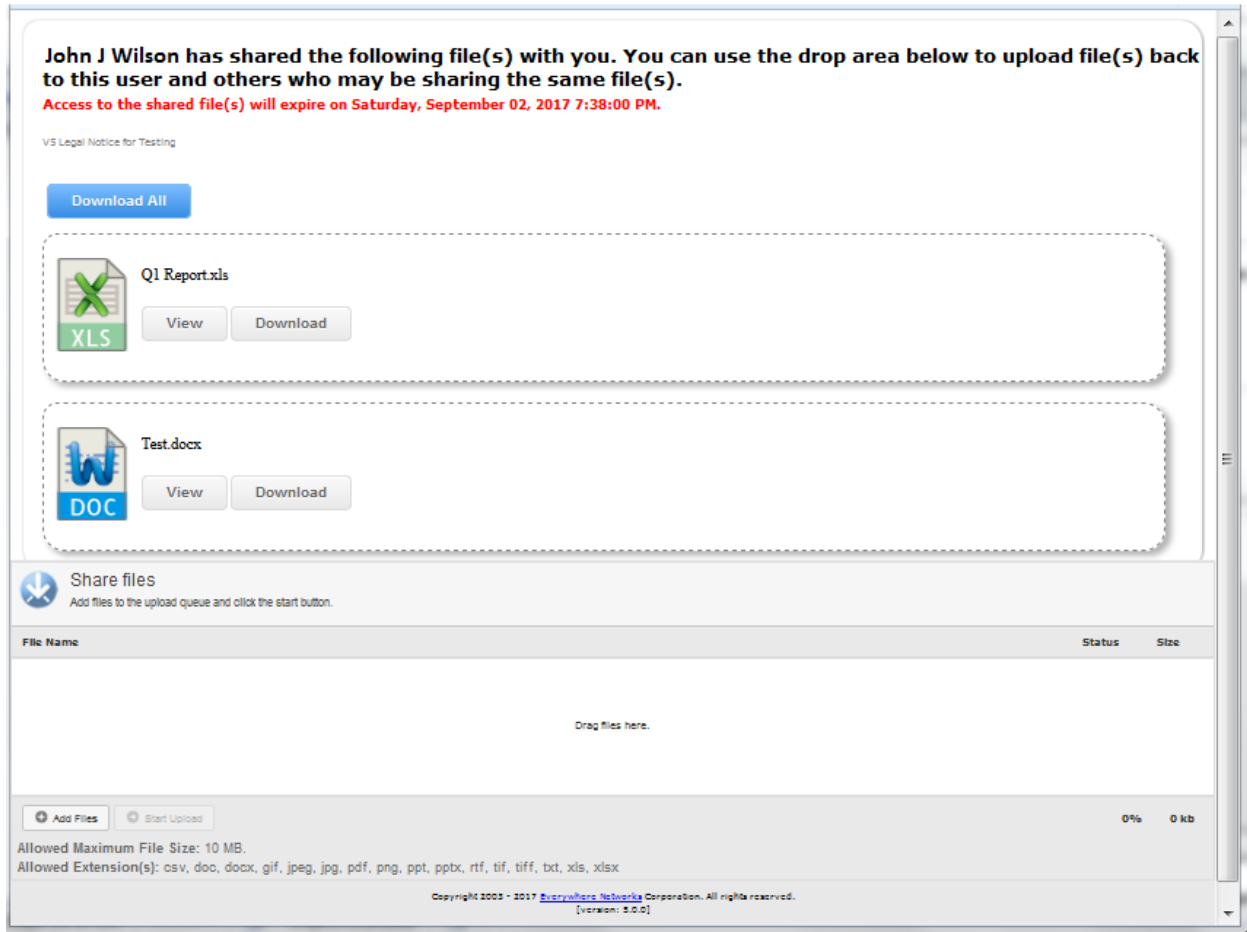 John J Wilson has shared the following file(s) with you. You can use the drop area below to upload file(s) back
to this user and others who may be sharing the same file(s).
Access to the shared file(s) will expire on Saturday, September 02, 2017 7:38:00 PM.
V5 Legal Notice for Testing
Download All
Q1 Report.xls
XLS
View Download
Test.docx
DOC
View Download
Share files
Add files to the upload queue and click the start button.
File Name Status Size
Drag files here.
Add Files Start Upload 0% 0 kb
Allowed Maximum File Size: 10 MB.
Allowed Extension(s): csv, doc, docx, gif, jpeg, jpg, pdf, png, ppt, pptx, rtf, tif, tiff, txt, xls, xlsx
Copyright 2003 - 2017 Everywhere Networks Corporation. All rights reserved.
[version: 5.0.0]